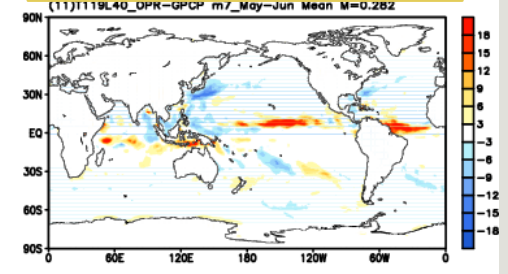 (11)T119L40_OPR-GPCP m7_May-Jun Mean M=0.282
90N
60N
30N
EQ
30S
60S
90S
0 60E 120E 180 120W 60W 0
18
15
12
9
6
3
-3
-6
-9
-12
-15
-18